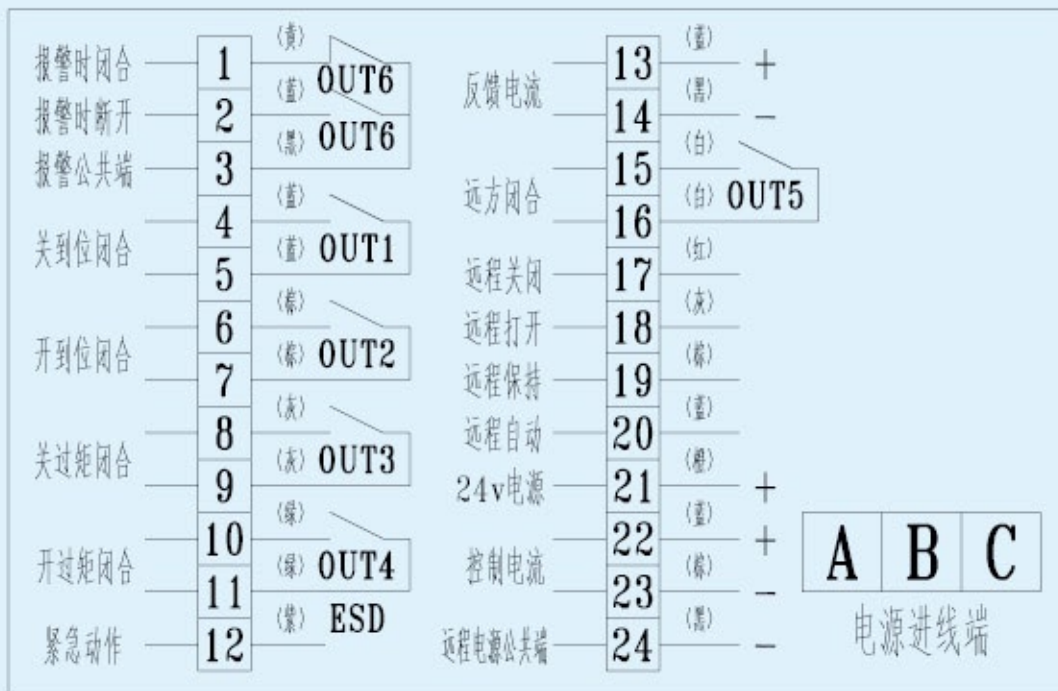 报警时闭合 1 (黄) OUT6
报警时断开 2 (蓝) OUT6
报警公共端 3 (黑)
关到位闭合 4 (蓝) OUT1
5 (蓝)
开到位闭合 6 (棕) OUT2
7 (棕)
关过矩闭合 8 (灰) OUT3
9 (灰)
开过矩闭合 10 (绿) OUT4
11 (绿)
紧急动作 12 (紫) ESD
反馈电流 13 (蓝) +
14 (黑) −
远方闭合 15 (白) OUT5
16 (白)
远程关闭 17 (红)
远程打开 18 (灰)
远程保持 19 (棕)
远程自动 20 (蓝)
24v电源 21 (橙) +
控制电流 22 (蓝) +
23 (棕) −
远程电源公共端 24 (黑) −
A B C
电源进线端